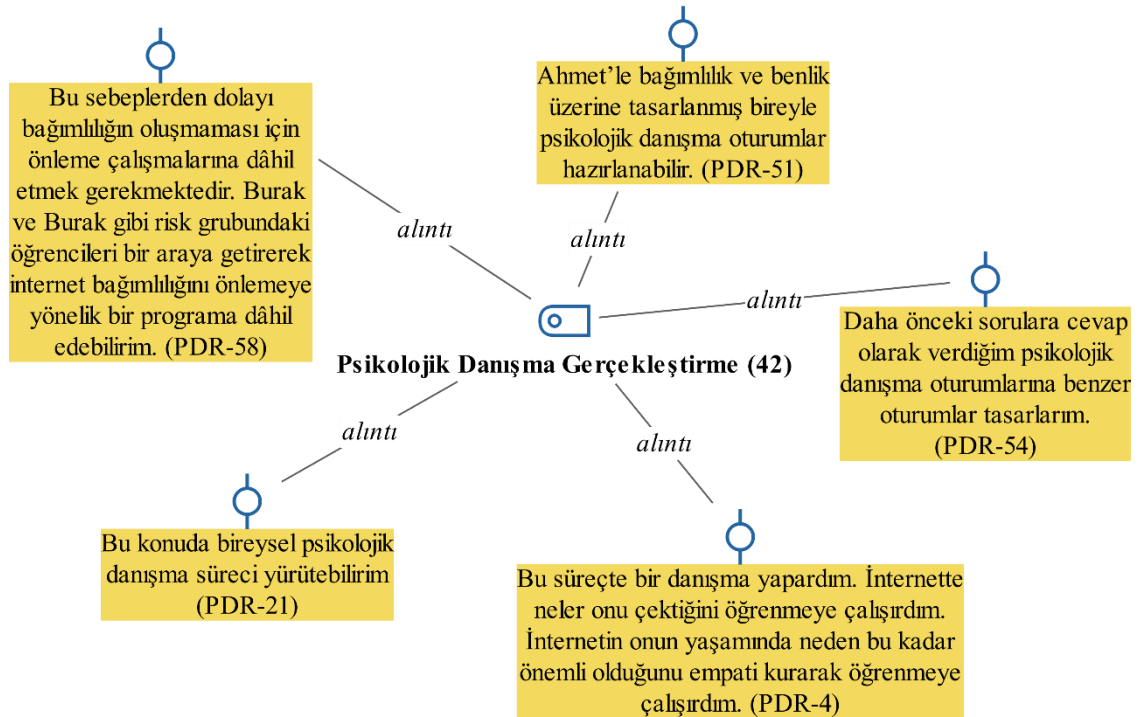 Bu sebeplerden dolayı
bağımlılığın oluşmaması için
önleme çalışmalarına dâhil
etmek gerekmektedir. Burak
ve Burak gibi risk grubundaki
öğrencileri bir araya getirerek
internet bağımlılığını önlemeye
yönelik bir programa dâhil
edebilirim. (PDR-58)
Ahmet’le bağımlılık ve benlik
üzerine tasarlanmış bireyle
psikolojik danışma oturumlar
hazırlanabilir. (PDR-51)
alıntı
alıntı
alıntı
Daha önceki sorulara cevap
olarak verdiğim psikolojik
danışma oturumlarına benzer
oturumlar tasarlarım.
(PDR-54)
Psikolojik Danışma Gerçekleştirme (42)
alıntı
alıntı
Bu konuda bireysel psikolojik
danışma süreci yürütebilirim
(PDR-21)
Bu süreçte bir danışma yapardım. İnternette
neler onu çektiğini öğrenmeye çalışırdım.
İnternetin onun yaşamında neden bu kadar
önemli olduğunu empati kurarak öğrenmeye
çalışırdım. (PDR-4)